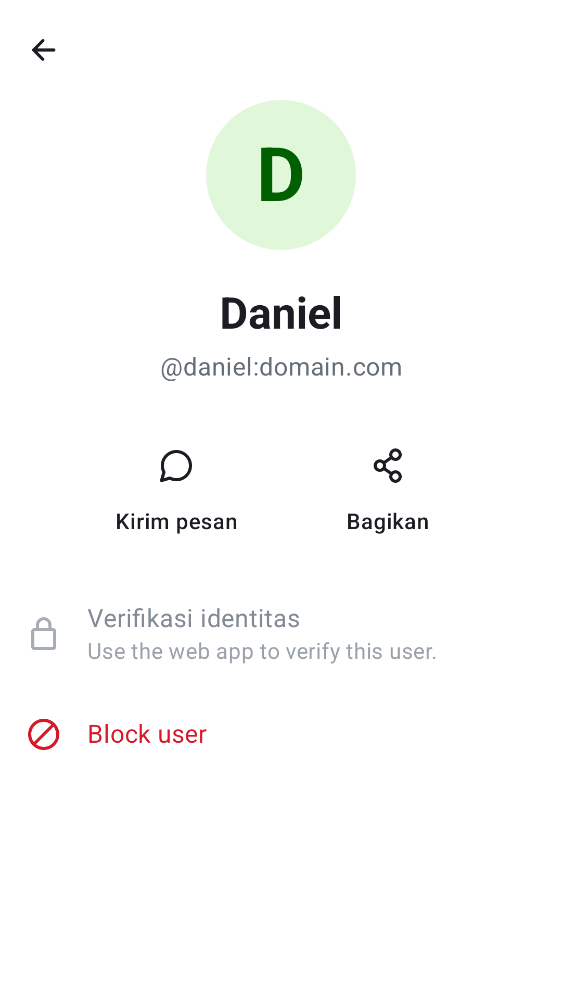 D
Daniel
@daniel:domain.com
Kirim pesan
Bagikan
Verifikasi identitas
Use the web app to verify this user.
Block user